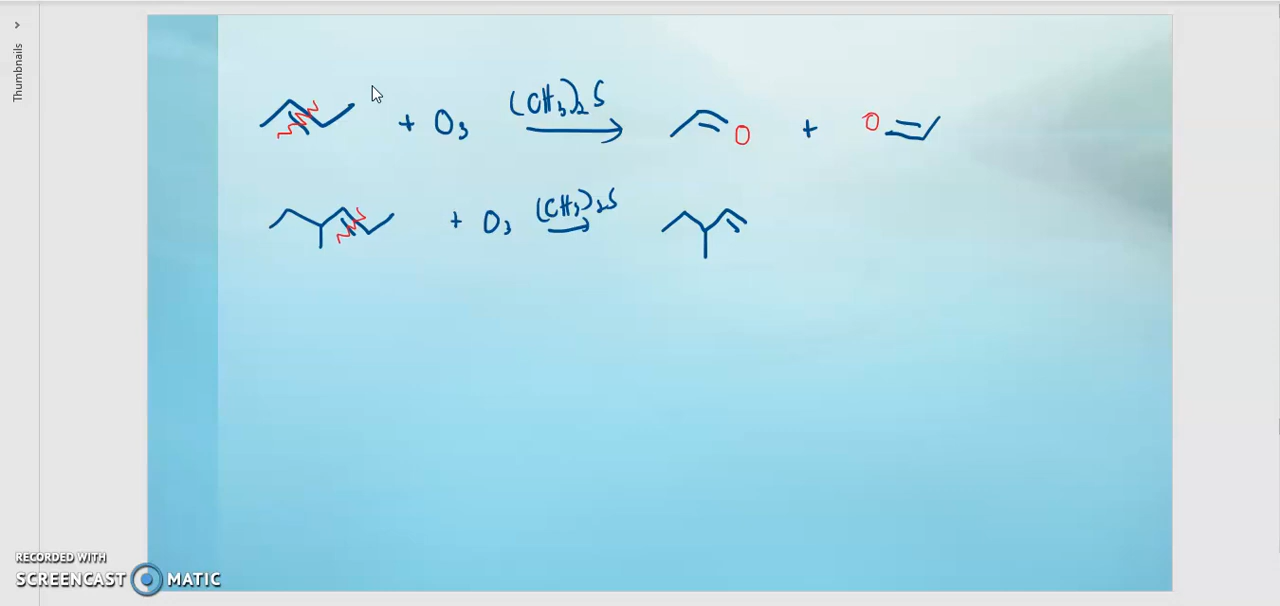 Thumbnails
+ O3 (CH3)2S O + O
+ O3 (CH3)2S
RECORDED WITH
SCREENCAST MATIC